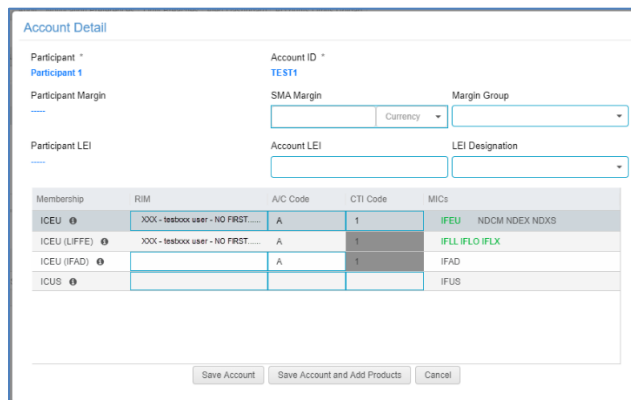 Account Detail
Participant * Account ID *
Participant 1 TEST1
Participant Margin SMA Margin Margin Group
----- Currency
Participant LEI Account LEI LEI Designation
-----
Membership RIM A/C Code CTI Code MICs
ICEU XXX - testxxx user - NO FIRST...... A 1 IFEU NDCM NDEX NDXS
ICEU (LIFFE) XXX - testxxx user - NO FIRST...... A 1 IFLL IFLO IFLX
ICEU (IFAD) A 1 IFAD
ICUS IFUS
Save Account Save Account and Add Products Cancel